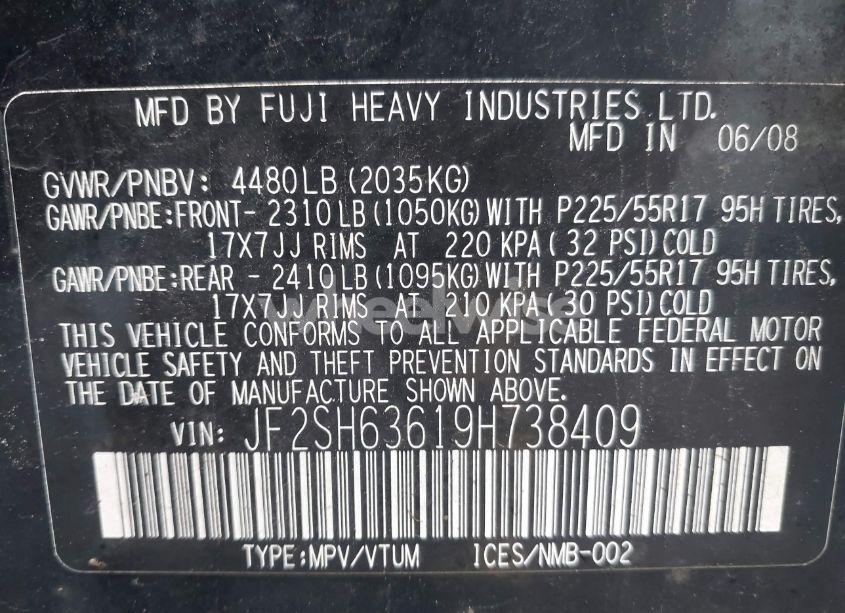 MFD BY FUJI HEAVY INDUSTRIES LTD.
MFD IN 06/08
GVWR/PNBV: 4480LB (2035KG)
GAWR/PNBE:FRONT- 2310LB (1050KG) WITH P225/55R17 95H TIRES,
17X7JJ RIMS AT 220 KPA ( 32 PSI) COLD
GAWR/PNBE:REAR - 2410LB (1095KG) WITH P225/55R17 95H TIRES,
17X7JJ RIMS AT 210 KPA ( 30 PSI) COLD
wheelwise
THIS VEHICLE CONFORMS TO ALL APPLICABLE FEDERAL MOTOR
VEHICLE SAFETY AND THEFT PREVENTION STANDARDS IN EFFECT ON
THE DATE OF MANUFACTURE SHOWN ABOVE.
VIN: JF2SH63619H738409
TYPE:MPV/VTUM ICES/NMB-002